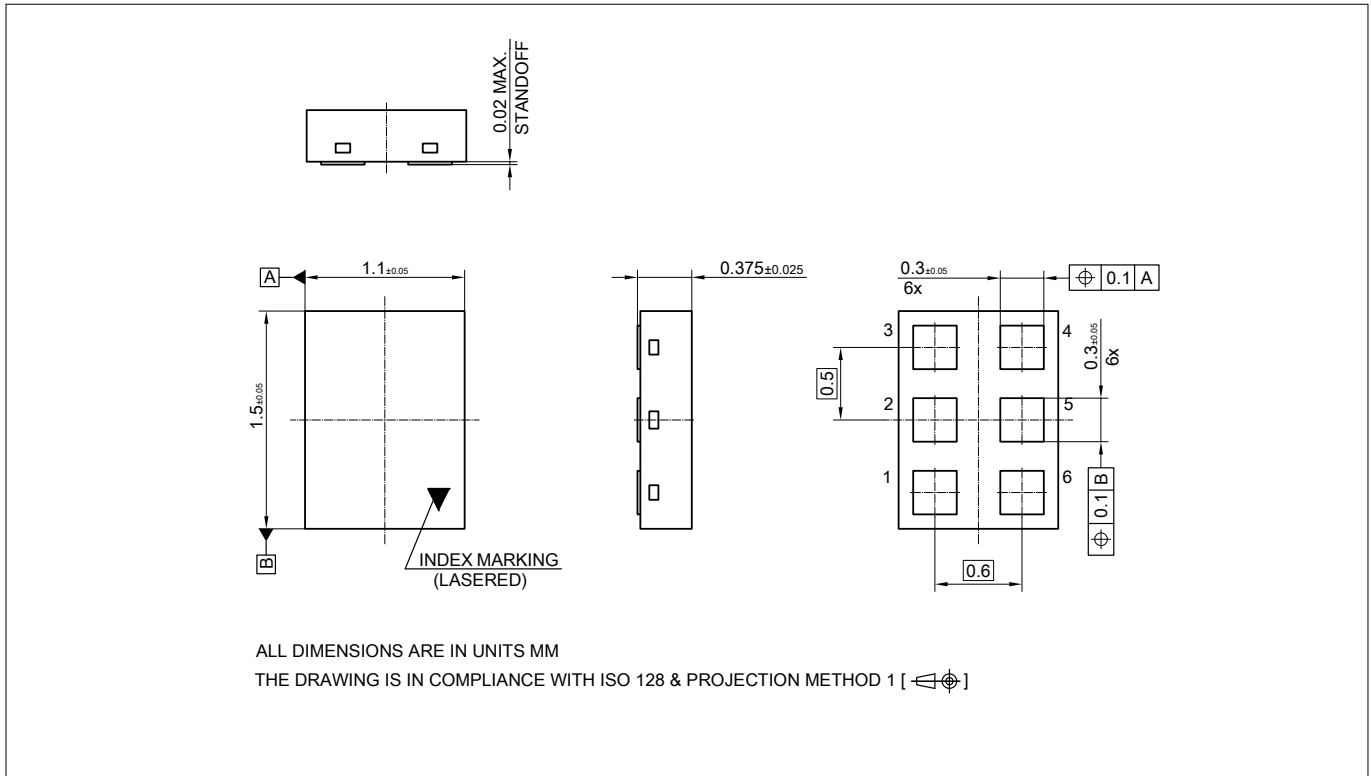 0.02 MAX.
STANDOFF
A
1.1±0.05
0.375±0.025
0.3±0.05
6x
⌖ 0.1 A
1.5±0.05
B
INDEX MARKING
(LASERED)
3
4
0.5
0.3±0.05
6x
2
5
1
6
⌖ 0.1 B
0.6
ALL DIMENSIONS ARE IN UNITS MM
THE DRAWING IS IN COMPLIANCE WITH ISO 128 & PROJECTION METHOD 1 [ ]